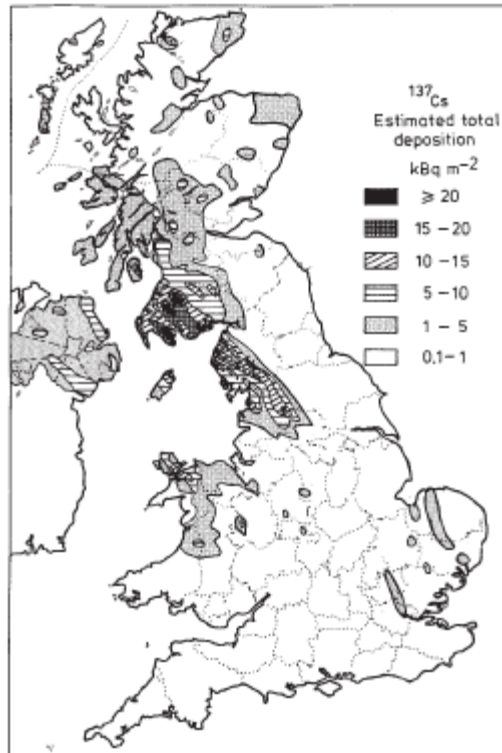 ¹³⁷Cs
Estimated total
deposition
kBq m⁻²
⩾ 20
15 – 20
10 – 15
5 – 10
1 – 5
0.1 – 1